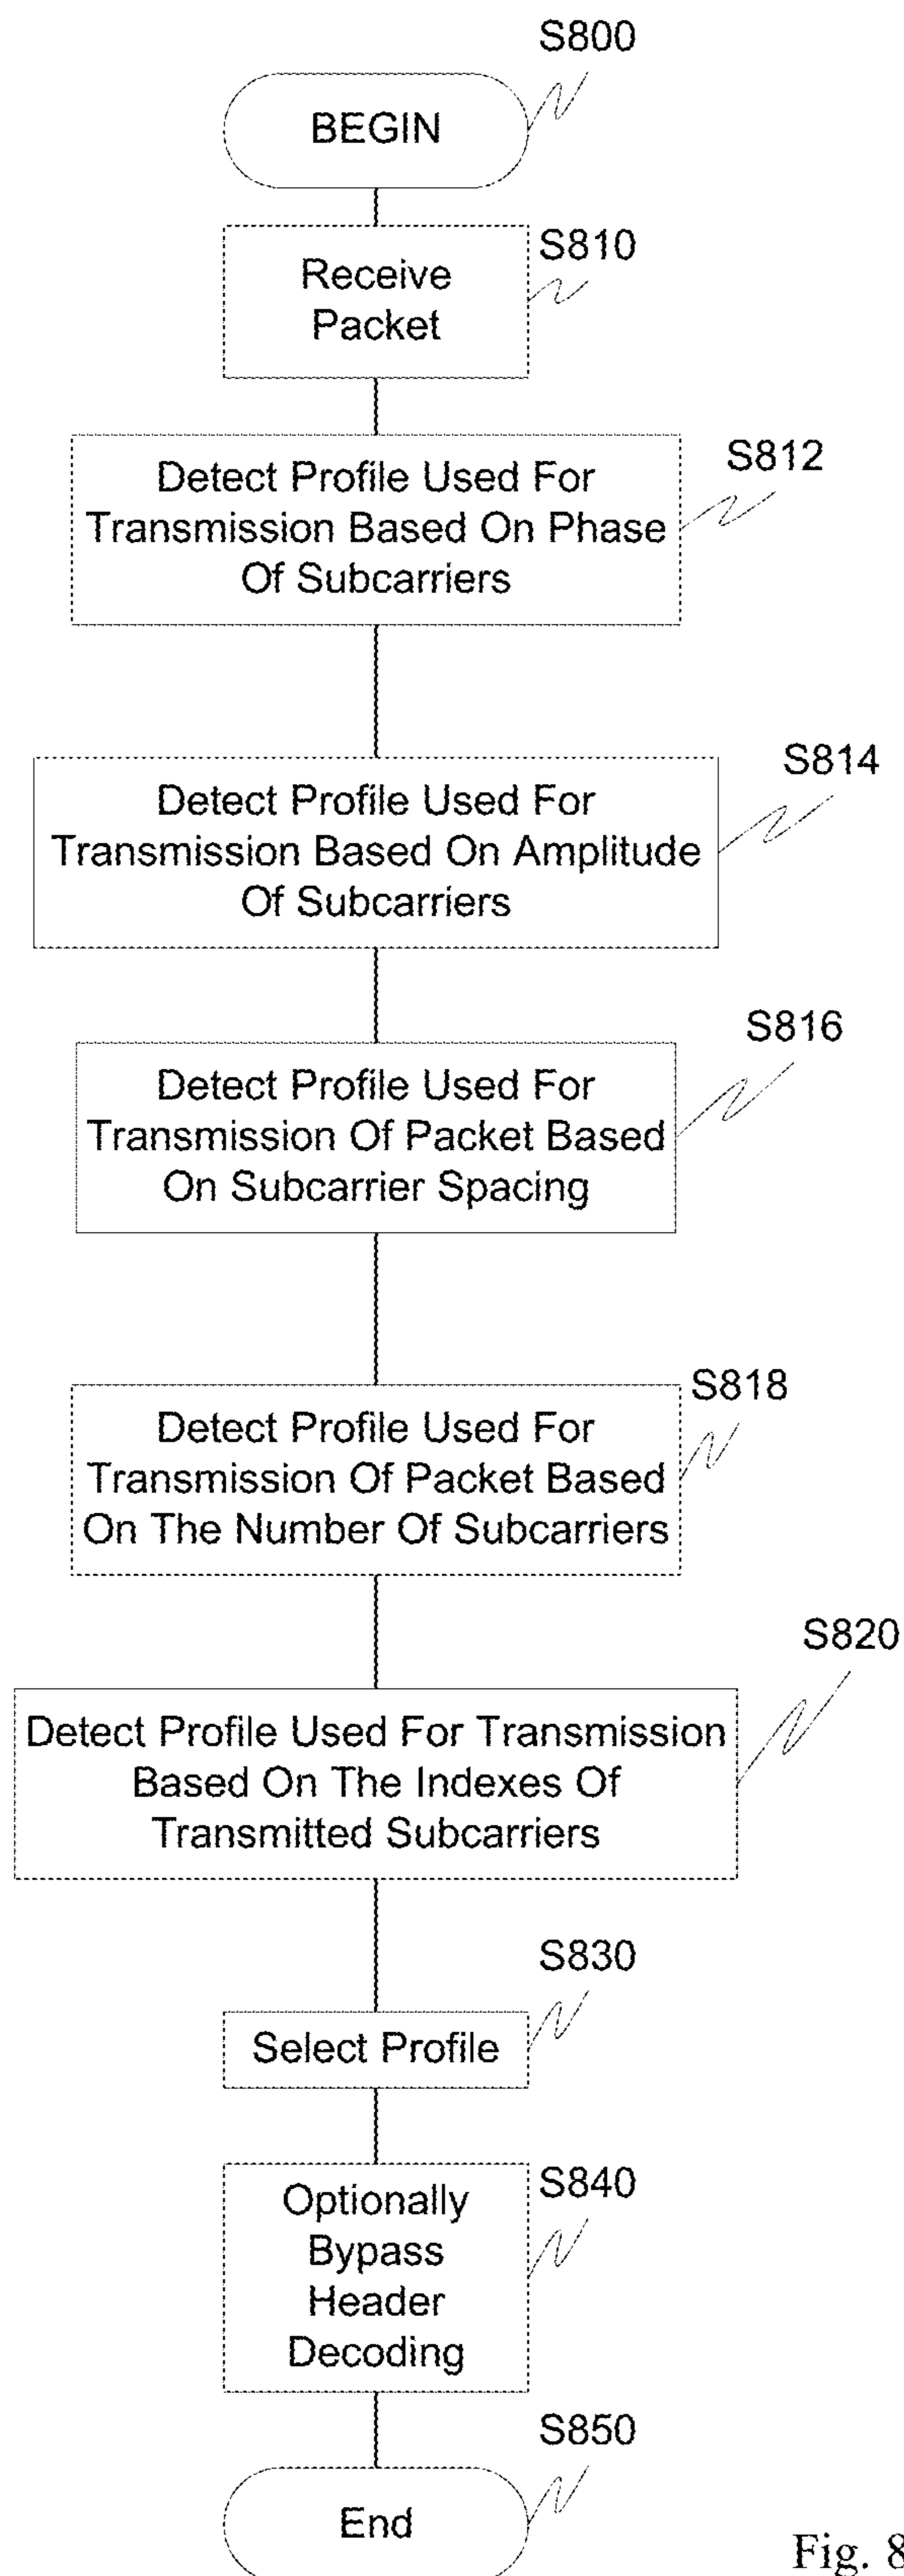 S800
BEGIN
S810
Receive
Packet
S812
Detect Profile Used For
Transmission Based On Phase
Of Subcarriers
S814
Detect Profile Used For
Transmission Based On Amplitude
Of Subcarriers
S816
Detect Profile Used For
Transmission Of Packet Based
On Subcarrier Spacing
S818
Detect Profile Used For
Transmission Of Packet Based
On The Number Of Subcarriers
S820
Detect Profile Used For Transmission
Based On The Indexes Of
Transmitted Subcarriers
S830
Select Profile
S840
Optionally
Bypass
Header
Decoding
S850
End
Fig. 8